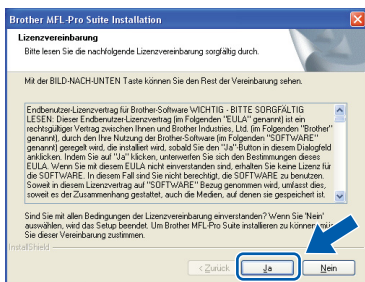 Brother MFL-Pro Suite Installation
Lizenzvereinbarung
Bitte lesen Sie die nachfolgende Lizenzvereinbarung sorgfältig durch.
Mit der BILD-NACH-UNTEN Taste können Sie den Rest der Vereinbarung sehen.
Endbenutzer-Lizenzvertrag für Brother-Software WICHTIG - BITTE SORGFÄLTIG
LESEN: Dieser Endbenutzer-Lizenzvertrag (im Folgenden "EULA" genannt) ist ein
rechtsgültiger Vertrag zwischen Ihnen und Brother Industries, Ltd. (im Folgenden "Brother"
genannt), durch den Ihre Nutzung der Brother-Software (im Folgenden "SOFTWARE"
genannt) geregelt wird, die installiert wird, sobald Sie den "Ja"-Button in diesem Dialogfeld
anklicken. Indem Sie auf "Ja" klicken, unterwerfen Sie sich den Bestimmungen dieses
EULA. Wenn Sie mit diesem EULA nicht einverstanden sind, erhalten Sie keine Lizenz für
die SOFTWARE. In diesem Fall sind Sie nicht berechtigt, die SOFTWARE zu benutzen.
Soweit in diesem Lizenzvertrag auf "SOFTWARE" Bezug genommen wird, umfasst dies,
soweit es der Zusammenhang gestattet, auch die Medien, auf denen sie gespeichert ist.
Sind Sie mit allen Bedingungen der Lizenzvereinbarung einverstanden? Wenn Sie 'Nein'
auswählen, wird das Setup beendet. Um Brother MFL-Pro Suite installieren zu können,
Sie dieser Vereinbarung zustimmen.
InstallShield
< Zurück
Ja
Nein